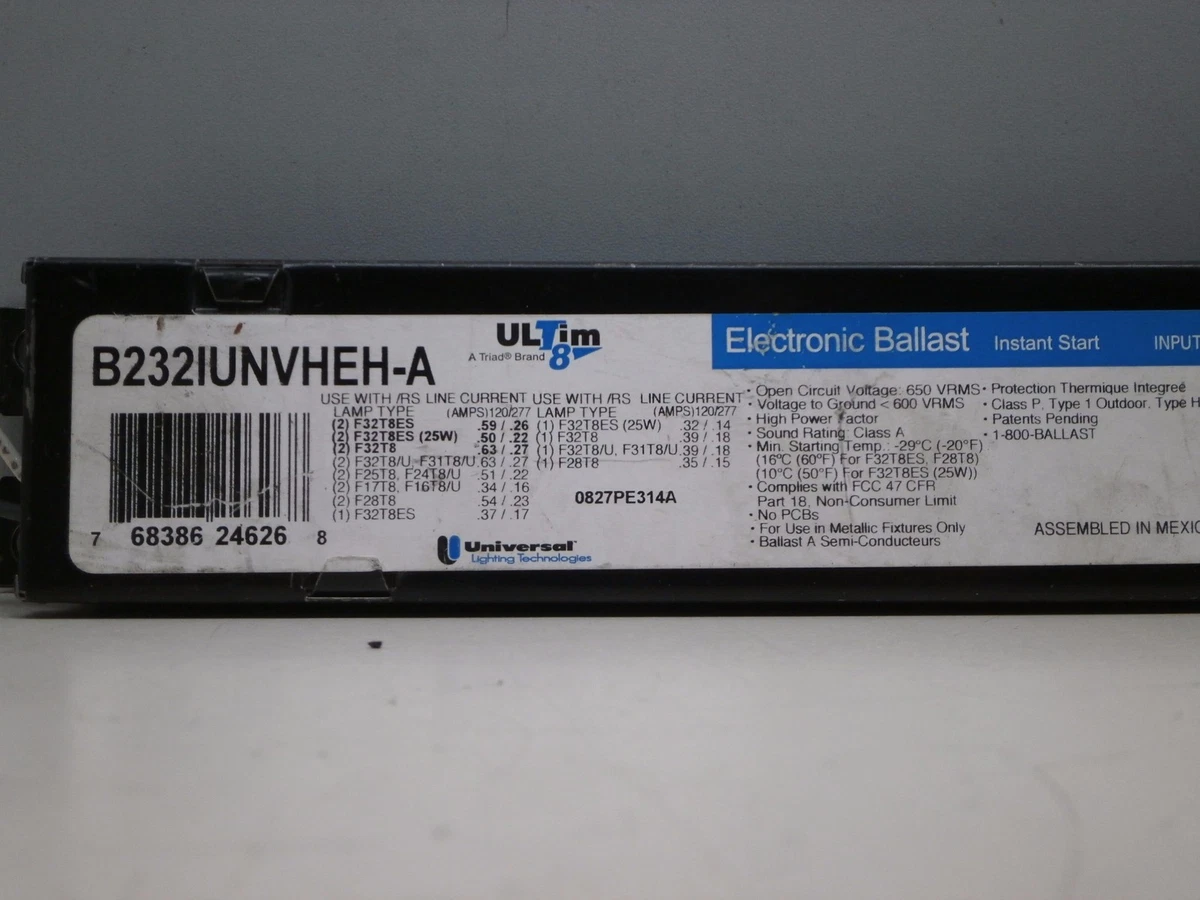 B232IUNVHEH-A
7 68386 24626 8
ULTim8
A Triad® Brand
USE WITH /RS LINE CURRENT
LAMP TYPE (AMPS)120/277
(2) F32T8ES .59 / .26
(2) F32T8ES (25W) .50 / .22
(2) F32T8 .63 / .27
(2) F32T8/U, F31T8/U .63 / .27
(2) F25T8, F24T8/U .51 / .22
(2) F17T8, F16T8/U .34 / .16
(2) F28T8 .54 / .23
(1) F32T8ES .37 / .17
USE WITH /RS LINE CURRENT
LAMP TYPE (AMPS)120/277
(1) F32T8ES (25W) .32 / .14
(1) F32T8 .39 / .18
(1) F32T8/U, F31T8/U .39 / .18
(1) F28T8 .35 / .15
0827PE314A
Universal
Lighting Technologies
Electronic Ballast Instant Start INPUT
• Open Circuit Voltage: 650 VRMS
• Voltage to Ground < 600 VRMS
• High Power Factor
• Sound Rating: Class A
• Min. Starting Temp.: -29°C (-20°F)
(16°C (60°F) For F32T8ES, F28T8)
(10°C (50°F) For F32T8ES (25W))
• Complies with FCC 47 CFR
Part 18, Non-Consumer Limit
• No PCBs
• For Use in Metallic Fixtures Only
• Ballast A Semi-Conducteurs
• Protection Thermique Integreé
• Class P, Type 1 Outdoor, Type H
• Patents Pending
• 1-800-BALLAST
ASSEMBLED IN MEXIC